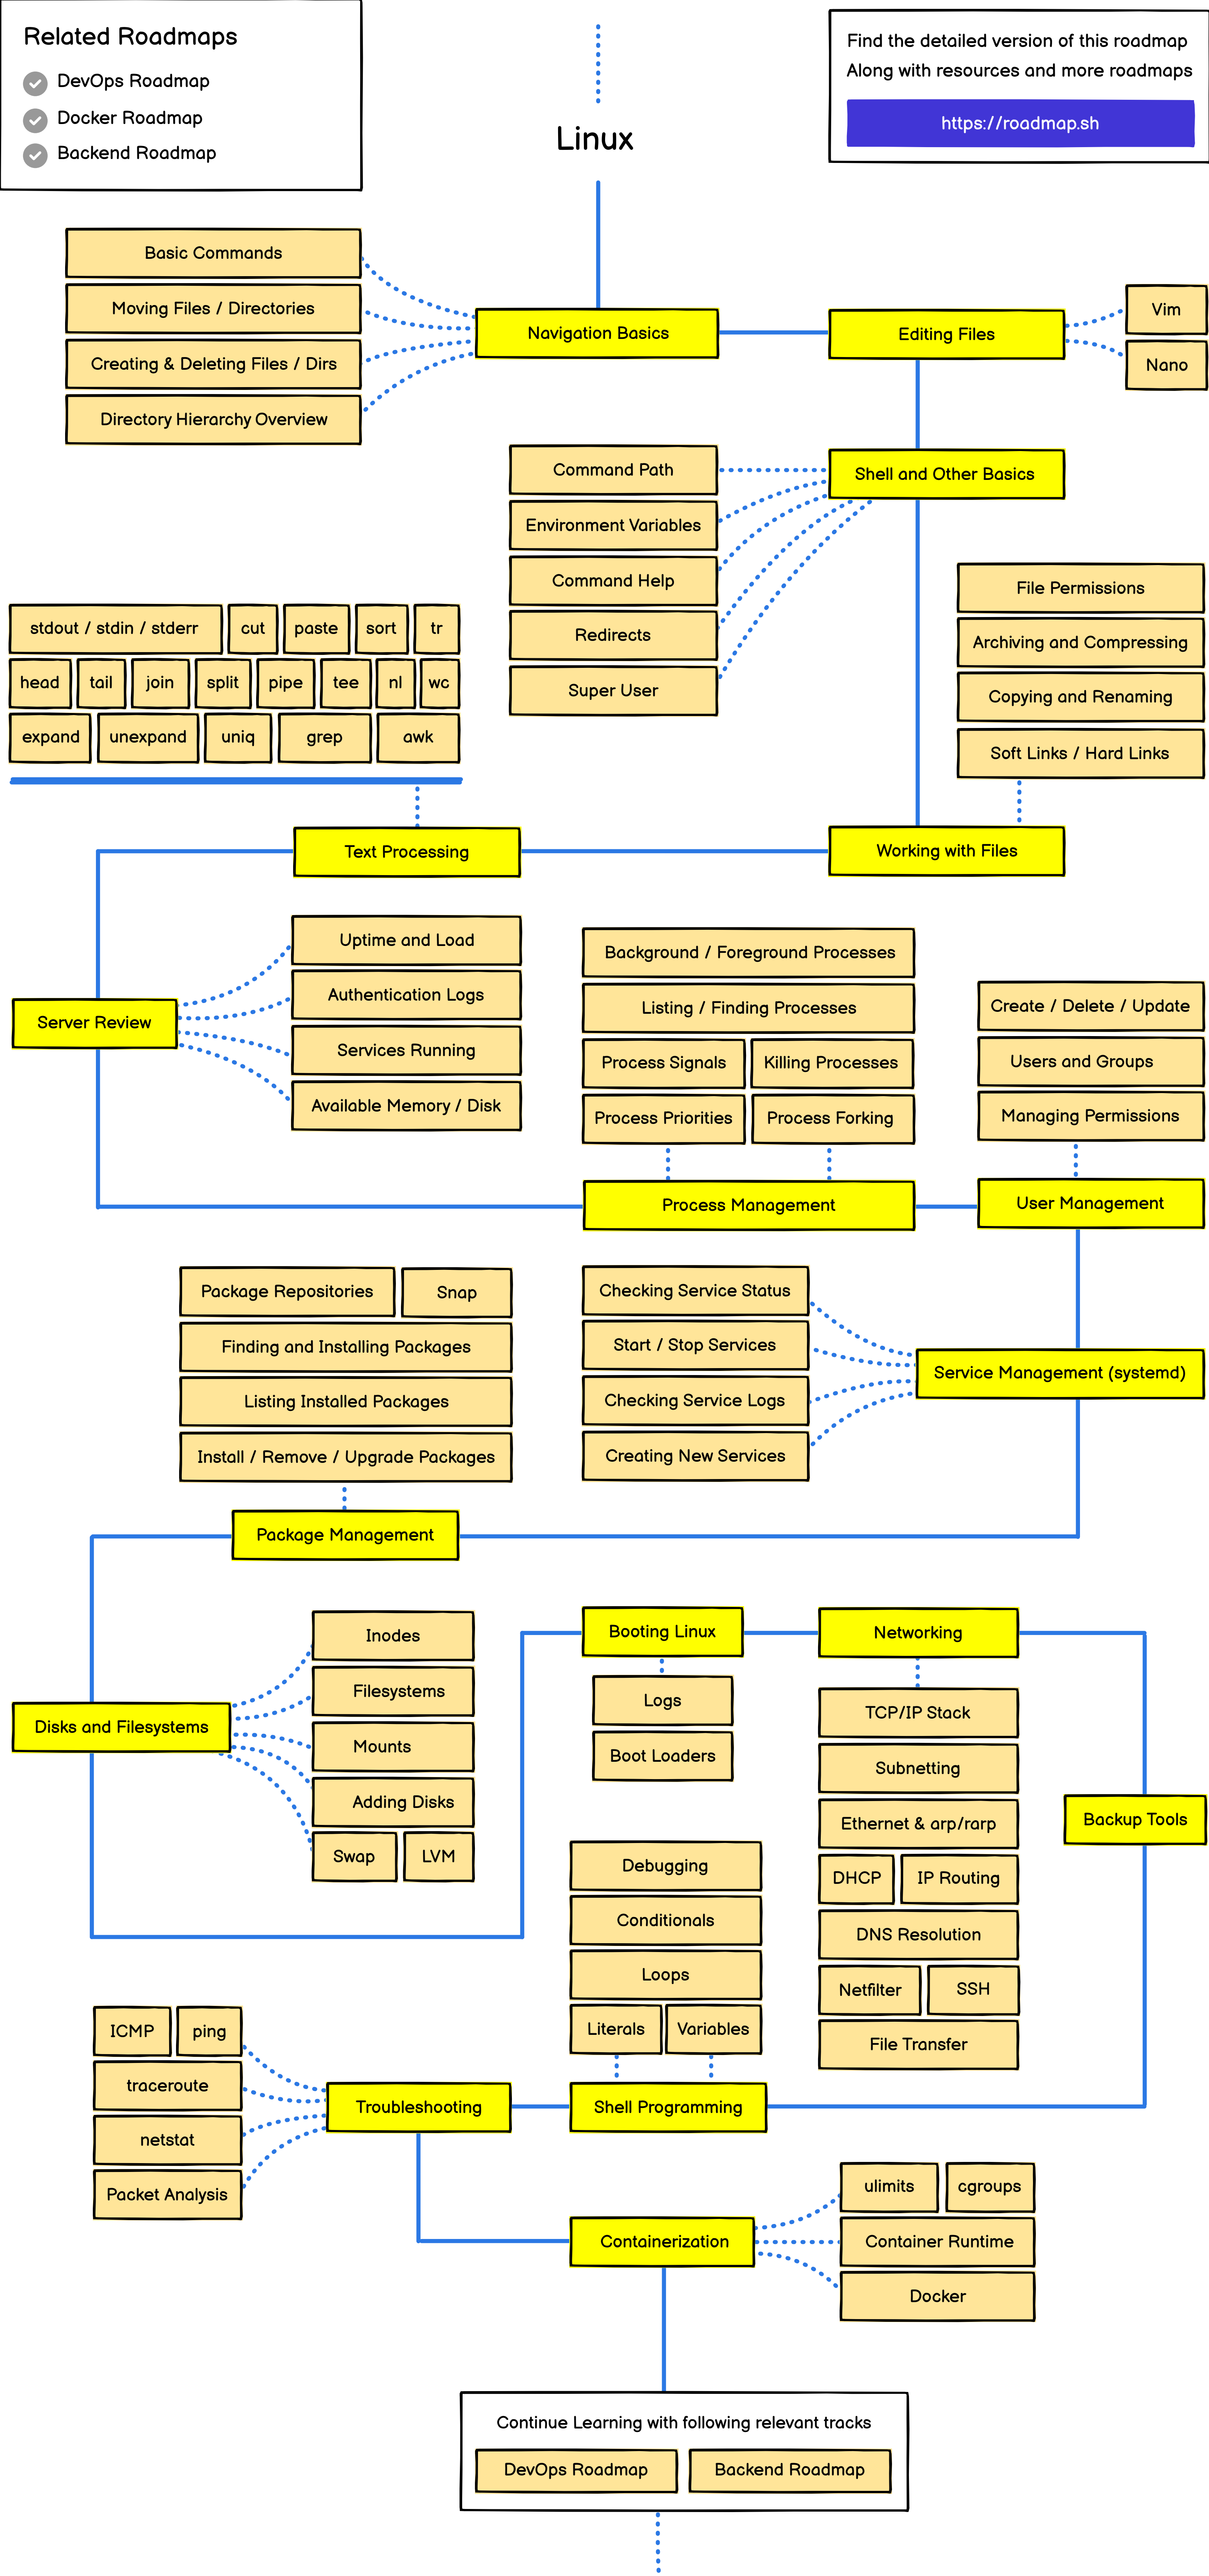 Related Roadmaps
DevOps Roadmap
Docker Roadmap
Backend Roadmap
Linux
Find the detailed version of this roadmap
Along with resources and more roadmaps
https://roadmap.sh
Basic Commands
Moving Files / Directories
Creating & Deleting Files / Dirs
Directory Hierarchy Overview
Navigation Basics
Editing Files
Vim
Nano
Command Path
Environment Variables
Command Help
Redirects
Super User
Shell and Other Basics
File Permissions
Archiving and Compressing
Copying and Renaming
Soft Links / Hard Links
stdout / stdin / stderr
cut
paste
sort
tr
head
tail
join
split
pipe
tee
nl
wc
expand
unexpand
uniq
grep
awk
Text Processing
Working with Files
Server Review
Uptime and Load
Authentication Logs
Services Running
Available Memory / Disk
Background / Foreground Processes
Listing / Finding Processes
Process Signals
Killing Processes
Process Priorities
Process Forking
Process Management
Create / Delete / Update
Users and Groups
Managing Permissions
User Management
Package Repositories
Snap
Finding and Installing Packages
Listing Installed Packages
Install / Remove / Upgrade Packages
Package Management
Checking Service Status
Start / Stop Services
Checking Service Logs
Creating New Services
Service Management (systemd)
Disks and Filesystems
Inodes
Filesystems
Mounts
Adding Disks
Swap
LVM
Booting Linux
Logs
Boot Loaders
Networking
TCP/IP Stack
Subnetting
Ethernet & arp/rarp
DHCP
IP Routing
DNS Resolution
Netfilter
SSH
File Transfer
Backup Tools
Debugging
Conditionals
Loops
Literals
Variables
Shell Programming
ICMP
ping
traceroute
netstat
Packet Analysis
Troubleshooting
Containerization
ulimits
cgroups
Container Runtime
Docker
Continue Learning with following relevant tracks
DevOps Roadmap
Backend Roadmap